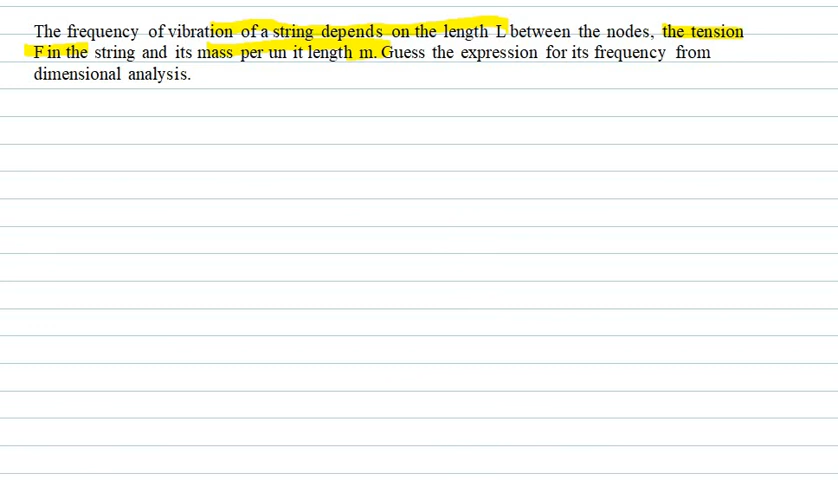 The frequency of vibration of a string depends on the length L between the nodes, the tension
F in the string and its mass per un it length m. Guess the expression for its frequency from
dimensional analysis.